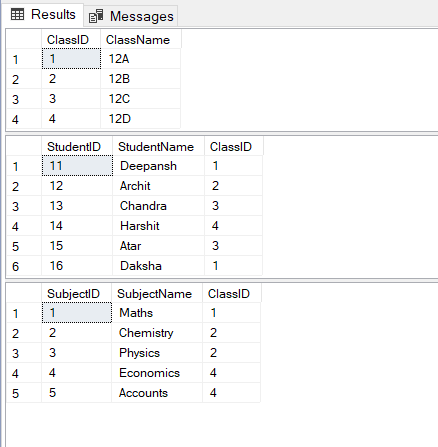 Results Messages
ClassID ClassName
1 1 12A
2 2 12B
3 3 12C
4 4 12D
StudentID StudentName ClassID
1 11 Deepansh 1
2 12 Archit 2
3 13 Chandra 3
4 14 Harshit 4
5 15 Atar 3
6 16 Daksha 1
SubjectID SubjectName ClassID
1 1 Maths 1
2 2 Chemistry 2
3 3 Physics 2
4 4 Economics 4
5 5 Accounts 4